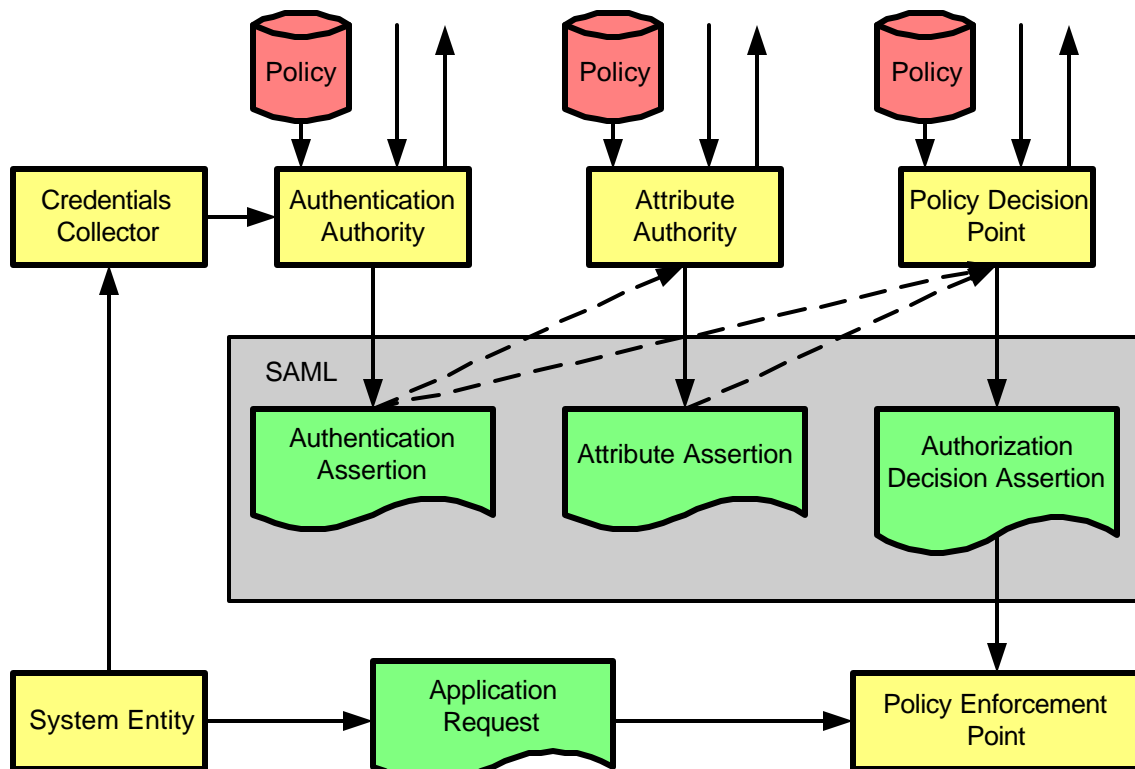 Policy
Policy
Policy
Credentials
Collector
Authentication
Authority
Attribute
Authority
Policy Decision
Point
SAML
Authentication
Assertion
Attribute Assertion
Authorization
Decision Assertion
System Entity
Application
Request
Policy Enforcement
Point